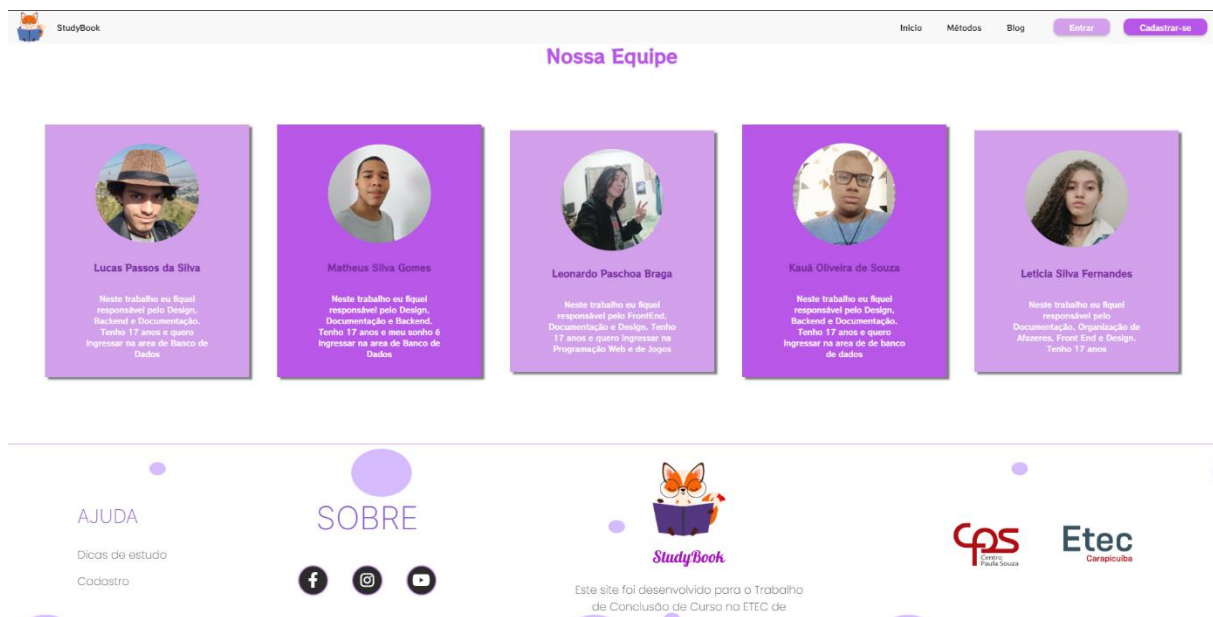 StudyBook
Início
Métodos
Blog
Entrar
Cadastrar-se
Nossa Equipe
Lucas Passos da Silva
Neste trabalho eu fiquei
responsável pelo Design,
Backend e Documentação.
Tenho 17 anos e quero
ingressar na area de Banco de
Dados
Matheus Silva Gomes
Neste trabalho eu fiquei
responsável pelo Design,
Documentação e Backend.
Tenho 17 anos e meu sonho é
ingressar na area de Banco de
Dados
Leonardo Paschoa Braga
Neste trabalho eu fiquei
responsável pelo FrontEnd,
Documentação e Design. Tenho
17 anos e quero ingressar na
Programação Web e de Jogos
Kauã Oliveira de Souza
Neste trabalho eu fiquei
responsável pelo Design,
Backend e Documentação.
Tenho 17 anos e quero
ingressar na area de de banco
de dados
Leticia Silva Fernandes
Neste trabalho eu fiquei
responsável pelo
Documentação, Organização de
Afazeres, Front End e Design.
Tenho 17 anos
AJUDA
Dicas de estudo
Cadastro
SOBRE
StudyBook
Este site foi desenvolvido para o Trabalho
de Conclusão de Curso na ETEC de
CPS
Centro
Paula Souza
Etec
Carapicuíba